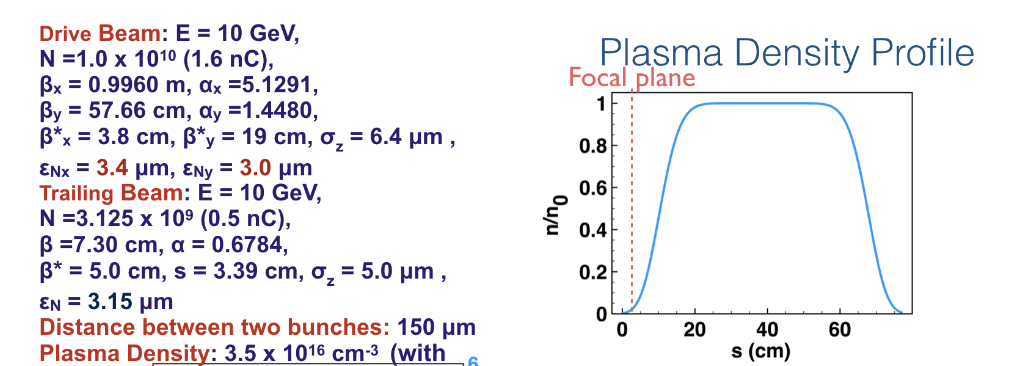 Drive Beam: E = 10 GeV,
N =1.0 x 10¹⁰ (1.6 nC),
βx = 0.9960 m, αx =5.1291,
βy = 57.66 cm, αy =1.4480,
β*x = 3.8 cm, β*y = 19 cm, σz = 6.4 μm ,
εNx = 3.4 μm, εNy = 3.0 μm
Trailing Beam: E = 10 GeV,
N =3.125 x 10⁹ (0.5 nC),
β =7.30 cm, α = 0.6784,
β* = 5.0 cm, s = 3.39 cm, σz = 5.0 μm ,
εN = 3.15 μm
Distance between two bunches: 150 μm
Plasma Density: 3.5 x 10¹⁶ cm⁻³ (with
6
Plasma Density Profile
Focal plane
1
0.8
0.6
0.4
0.2
0
n/n0
0 20 40 60
s (cm)